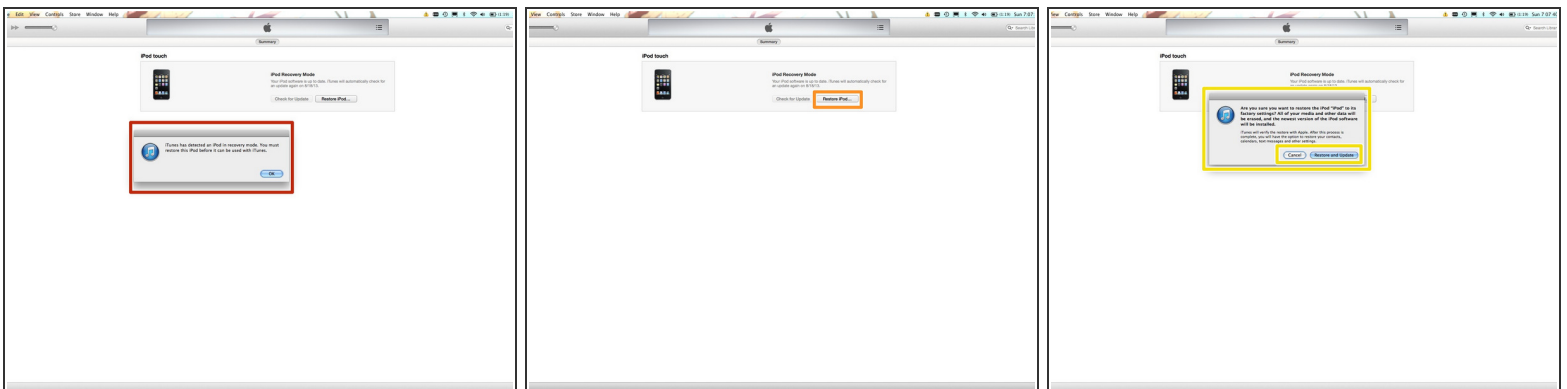 Edit View Controls Store Window Help
Summary
iPod touch
iPod Recovery Mode
Your iPod software is up to date. iTunes will automatically check for
an update again on 8/18/13.
Check for Update
Restore iPod...
iTunes has detected an iPod in recovery mode. You must
restore this iPod before it can be used with iTunes.
OK
View Controls Store Window Help
Sun 7:07
Summary
iPod touch
iPod Recovery Mode
Your iPod software is up to date. iTunes will automatically check for
an update again on 8/18/13.
Check for Update
Restore iPod...
Controls Store Window Help
Summary
iPod touch
iPod Recovery Mode
Your iPod software is up to date. iTunes will automatically check for
Are you sure you want to restore the iPod "iPod" to its
factory settings? All of your media and other data will
be erased, and the newest version of the iPod software
will be installed.
iTunes will verify the restore with Apple. After this process is
complete, you will have the option to restore your contacts,
calendars, text messages and other settings.
Cancel
Restore and Update